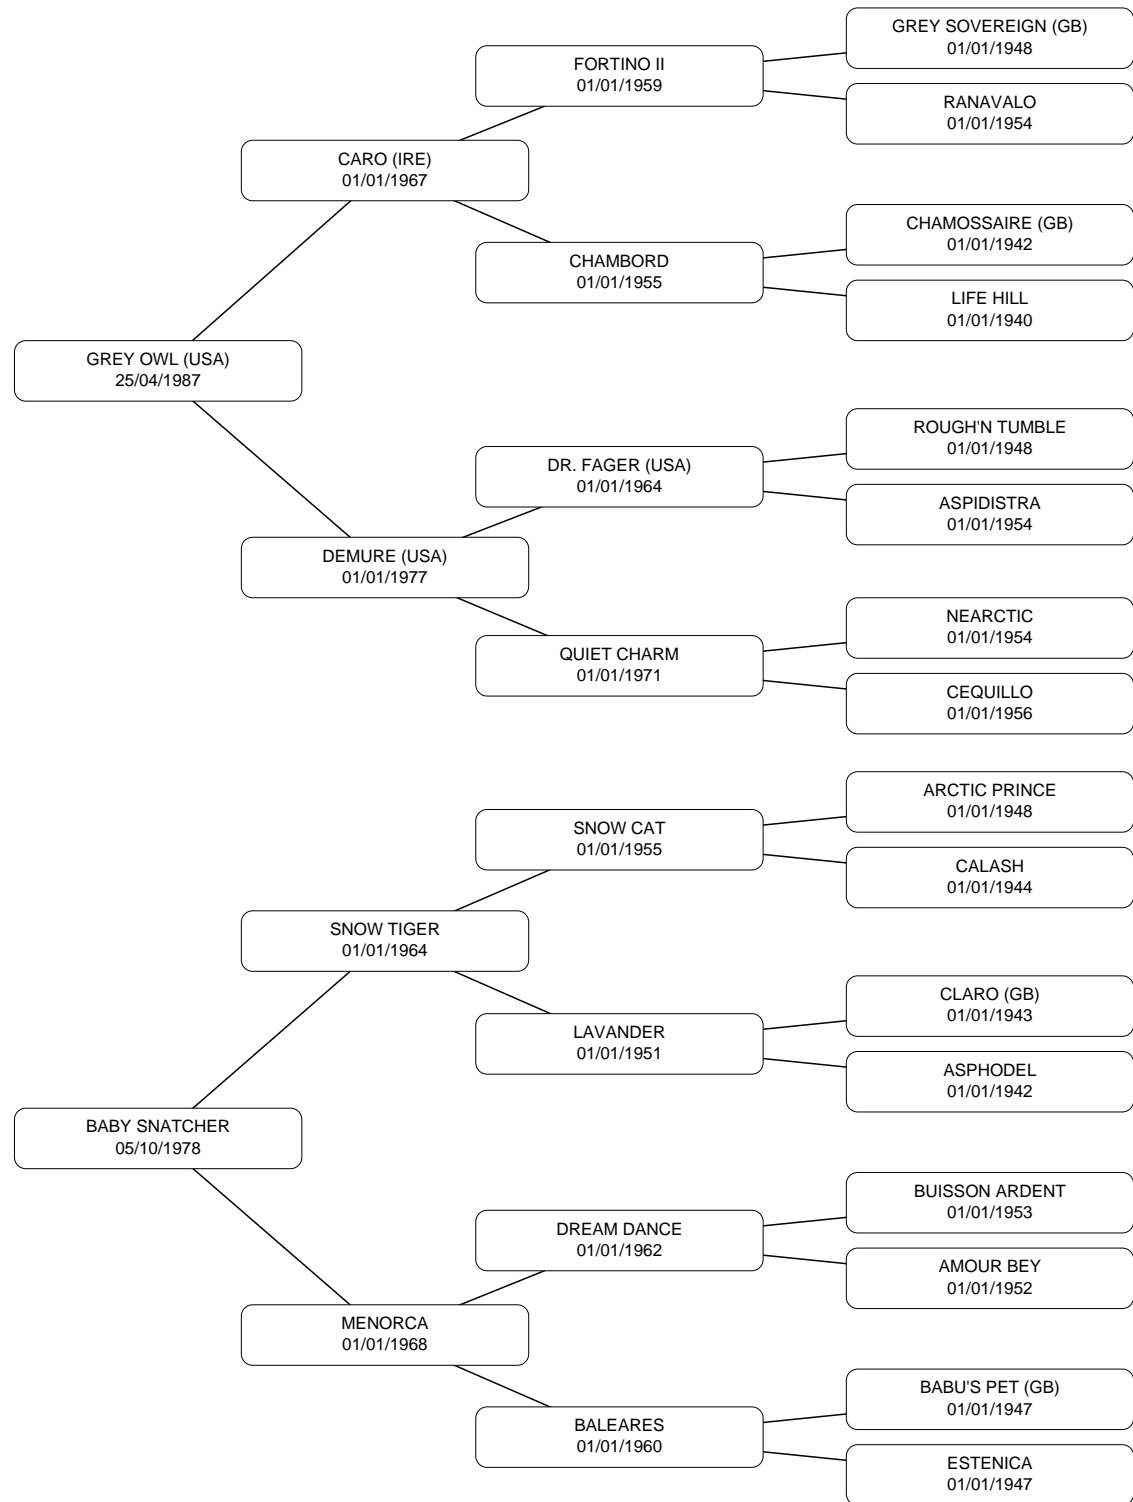 GREY SOVEREIGN (GB)
01/01/1948
FORTINO II
01/01/1959
RANAVALO
01/01/1954
CARO (IRE)
01/01/1967
CHAMOSSAIRE (GB)
01/01/1942
CHAMBORD
01/01/1955
LIFE HILL
01/01/1940
GREY OWL (USA)
25/04/1987
ROUGH'N TUMBLE
01/01/1948
DR. FAGER (USA)
01/01/1964
ASPIDISTRA
01/01/1954
DEMURE (USA)
01/01/1977
NEARCTIC
01/01/1954
QUIET CHARM
01/01/1971
CEQUILLO
01/01/1956
ARCTIC PRINCE
01/01/1948
SNOW CAT
01/01/1955
CALASH
01/01/1944
SNOW TIGER
01/01/1964
CLARO (GB)
01/01/1943
LAVANDER
01/01/1951
ASPHODEL
01/01/1942
BABY SNATCHER
05/10/1978
BUISSON ARDENT
01/01/1953
DREAM DANCE
01/01/1962
AMOUR BEY
01/01/1952
MENORCA
01/01/1968
BABU'S PET (GB)
01/01/1947
BALEARES
01/01/1960
ESTENICA
01/01/1947